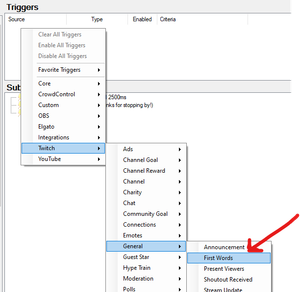 Triggers
Source Type Enabled Criteria
Clear All Triggers
Enable All Triggers
Disable All Triggers
Favorite Triggers
Core
CrowdControl
Custom
OBS
Elgato
Integrations
Twitch
YouTube
Sub
2500ms
nks for stopping by!)
Ads
Channel Goal
Channel Reward
Channel
Charity
Chat
Community Goal
Connections
Emotes
General
Guest Star
Hype Train
Moderation
Polls
Announcement
First Words
Present Viewers
Shoutout Received
Stream Update